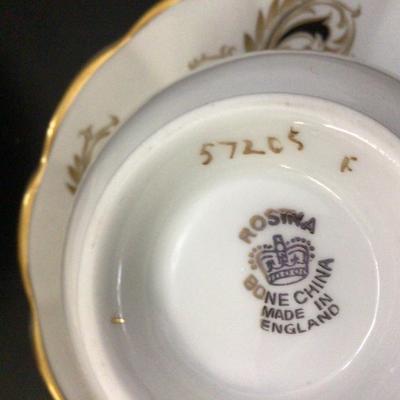 57205 F
ROSINA
BONE CHINA
MADE IN
ENGLAND